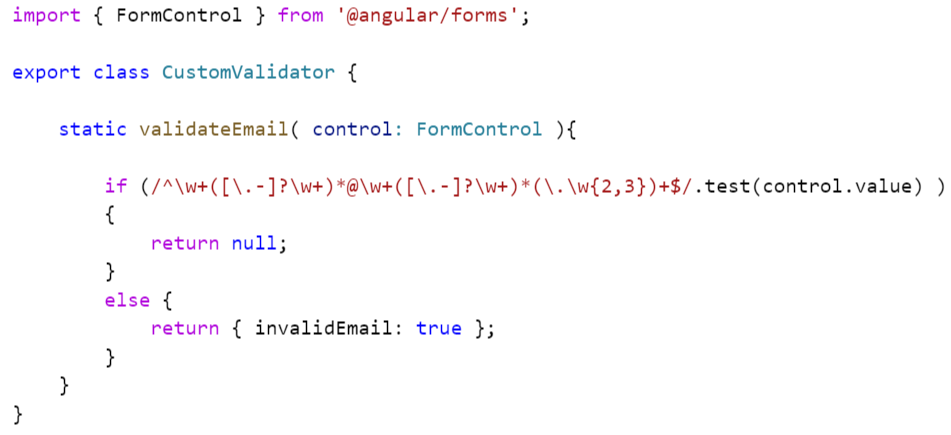 import { FormControl } from '@angular/forms';
export class CustomValidator {
static validateEmail( control: FormControl ){
if (/^\w+([\.-]?\w+)*@\w+([\.-]?\w+)*(\.\w{2,3})+$/.test(control.value) )
{
return null;
}
else {
return { invalidEmail: true };
}
}
}